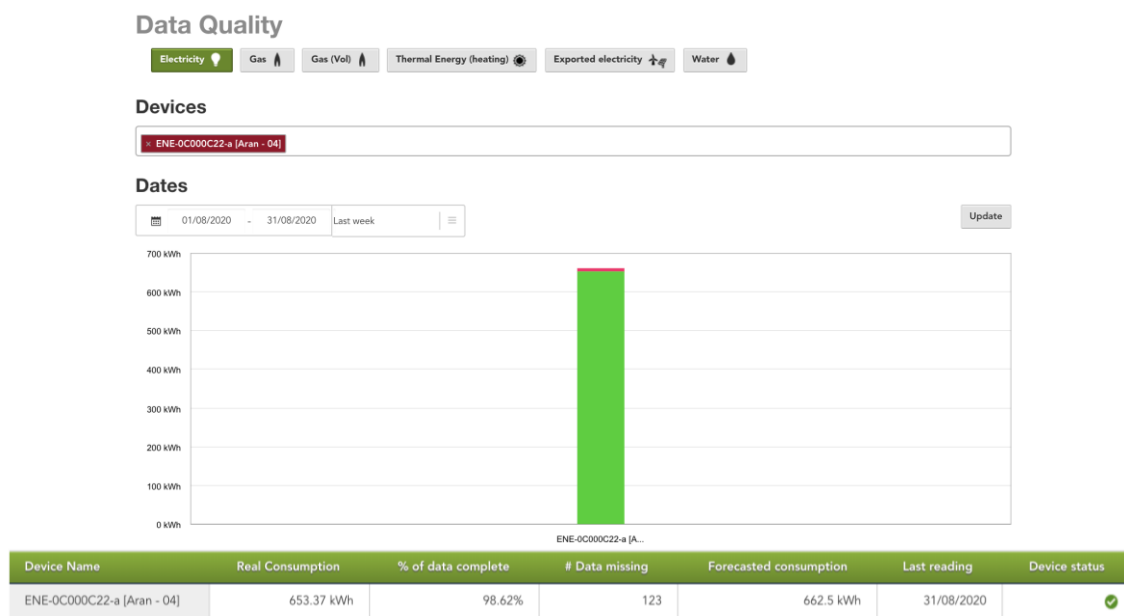 Data Quality
Electricity Gas Gas (Vol) Thermal Energy (heating) Exported electricity Water
Devices
× ENE-0C000C22-a [Aran - 04]
Dates
01/08/2020 - 31/08/2020 Last week
Update
700 kWh
600 kWh
500 kWh
400 kWh
300 kWh
200 kWh
100 kWh
0 kWh
ENE-0C000C22-a [A...
Device Name Real Consumption % of data complete # Data missing Forecasted consumption Last reading Device status
ENE-0C000C22-a [Aran - 04] 653.37 kWh 98.62% 123 662.5 kWh 31/08/2020